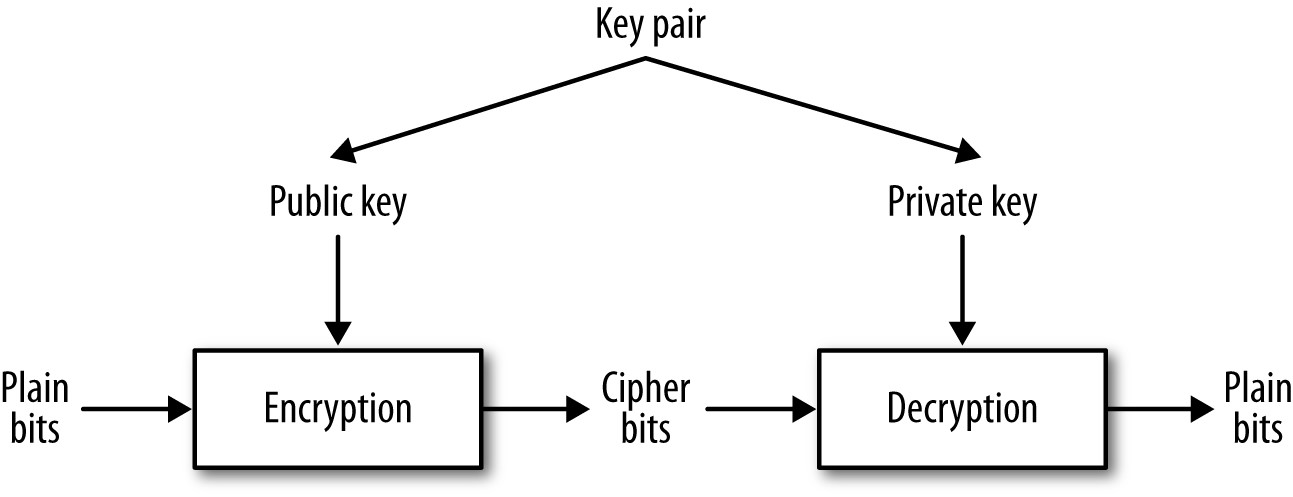 Key pair
Public key
Private key
Plain
bits
Encryption
Cipher
bits
Decryption
Plain
bits